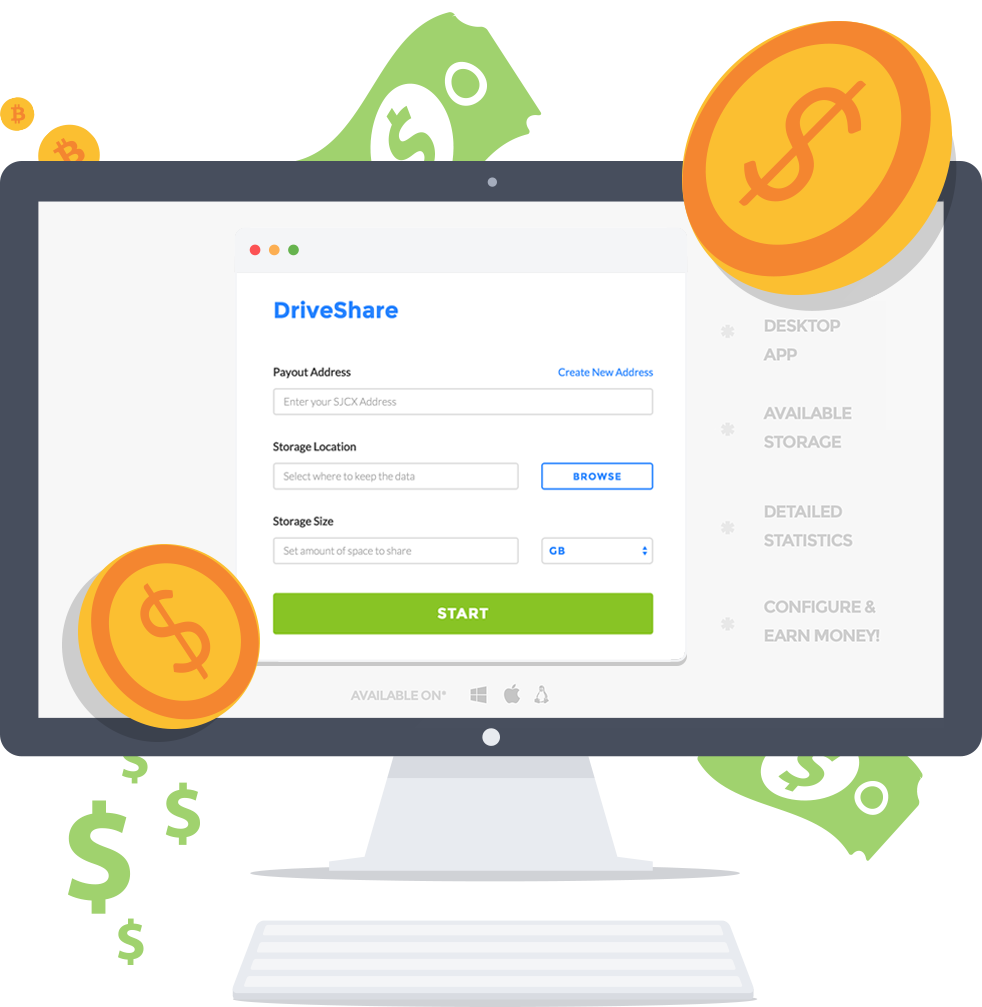 DriveShare
Payout Address
Create New Address
Enter your SJCX Address
Storage Location
Select where to keep the data
BROWSE
Storage Size
Set amount of space to share
GB
START
AVAILABLE ON*
* DESKTOP
APP
* AVAILABLE
STORAGE
* DETAILED
STATISTICS
* CONFIGURE &
EARN MONEY!